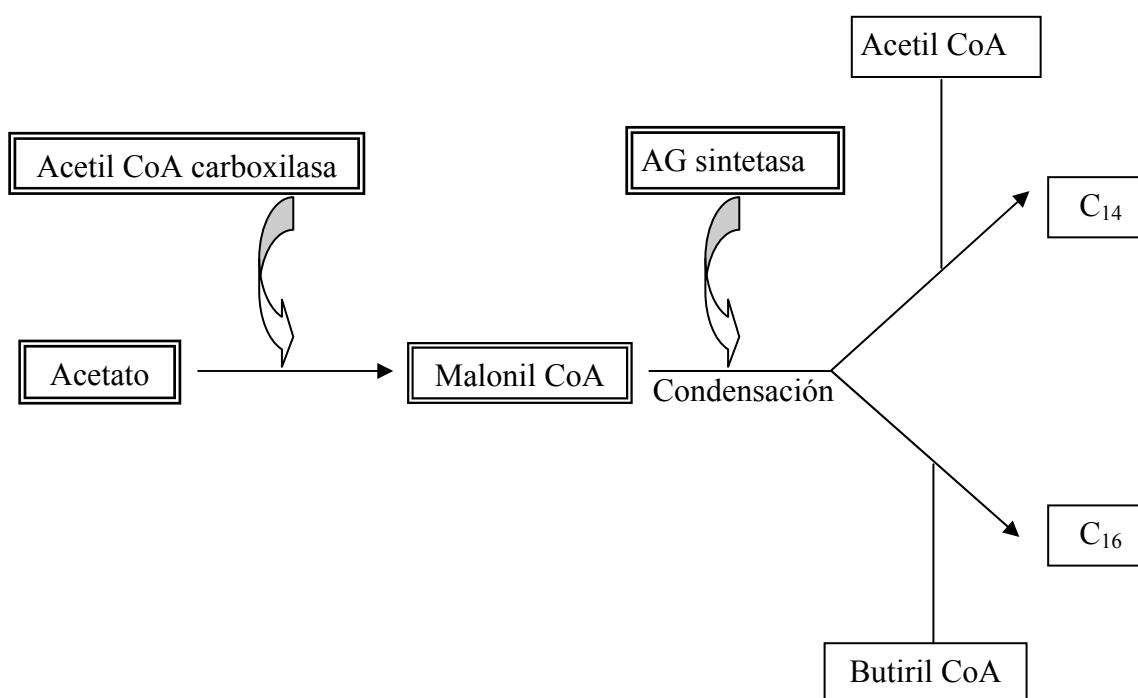 Acetil CoA
Acetil CoA carboxilasa
AG sintetasa
C14
Acetato
Malonil CoA
Condensación
C16
Butiril CoA